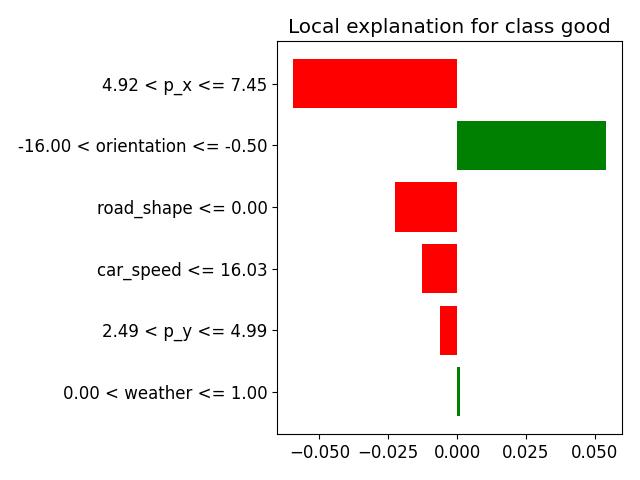 Local explanation for class good
4.92 < p_x <= 7.45
-16.00 < orientation <= -0.50
road_shape <= 0.00
car_speed <= 16.03
2.49 < p_y <= 4.99
0.00 < weather <= 1.00
−0.050 −0.025 0.000 0.025 0.050